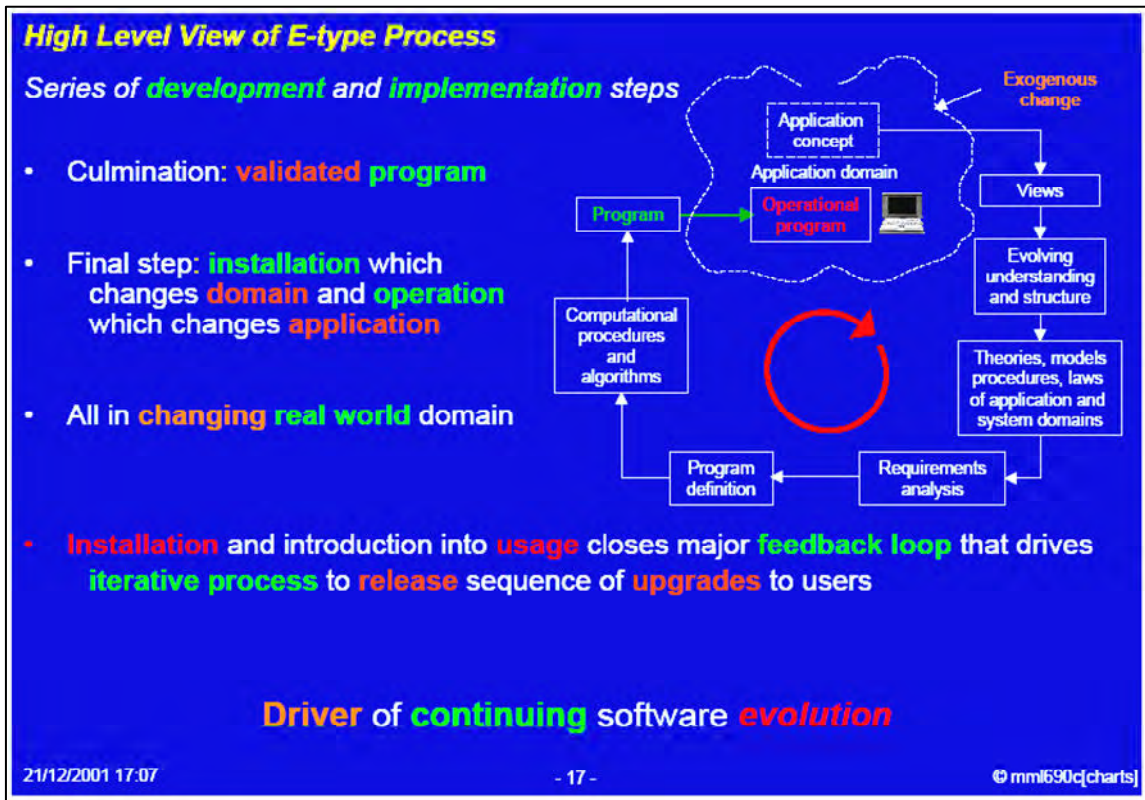 High Level View of E-type Process
Series of development and implementation steps
• Culmination: validated program
• Final step: installation which
changes domain and operation
which changes application
• All in changing real world domain
Exogenous
change
Application
concept
Application domain
Operational
program
Program
Views
Evolving
understanding
and structure
Computational
procedures
and
algorithms
Theories, models
procedures, laws
of application and
system domains
Program
definition
Requirements
analysis
• Installation and introduction into usage closes major feedback loop that drives
iterative process to release sequence of upgrades to users
Driver of continuing software evolution
21/12/2001 17:07
- 17 -
© mml690c[charts]